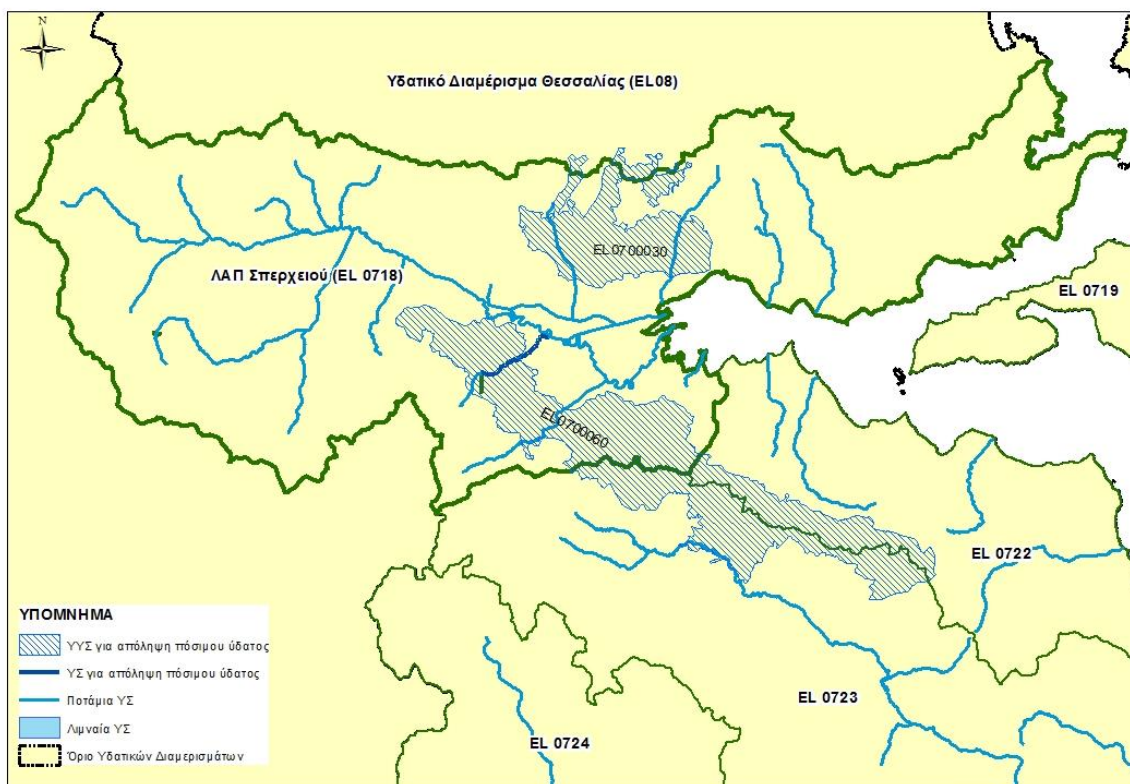 N
Υδατικό Διαμέρισμα Θεσσαλίας (EL08)
EL0700030
ΛΑΠ Σπερχειού (EL 0718)
EL 0719
EL0700060
EL 0722
EL 0723
EL 0724
ΥΠΟΜΝΗΜΑ
ΥΥΣ για απόληψη πόσιμου ύδατος
ΥΣ για απόληψη πόσιμου ύδατος
Ποτάμια ΥΣ
Λιμναία ΥΣ
Όριο Υδατικών Διαμερισμάτων